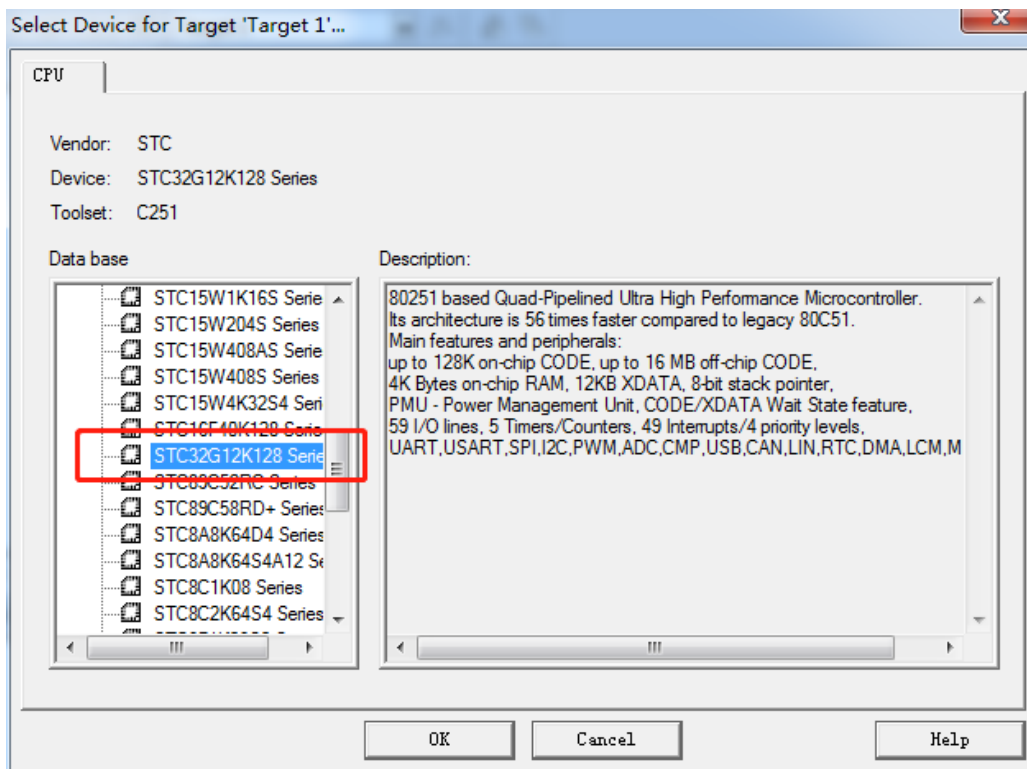 Select Device for Target 'Target 1'...
CPU
Vendor: STC
Device: STC32G12K128 Series
Toolset: C251
Data base
Description:
STC15W1K16S Serie
STC15W204S Series
STC15W408AS Serie
STC15W408S Series
STC15W4K32S4 Seri
STC16F40K128 Serie
STC32G12K128 Serie
STC89C52RC Series
STC89C58RD+ Series
STC8A8K64D4 Series
STC8A8K64S4A12 Se
STC8C1K08 Series
STC8C2K64S4 Series
80251 based Quad-Pipelined Ultra High Performance Microcontroller.
Its architecture is 56 times faster compared to legacy 80C51.
Main features and peripherals:
up to 128K on-chip CODE, up to 16 MB off-chip CODE,
4K Bytes on-chip RAM, 12KB XDATA, 8-bit stack pointer,
PMU - Power Management Unit, CODE/XDATA Wait State feature,
59 I/O lines, 5 Timers/Counters, 49 Interrupts/4 priority levels,
UART,USART,SPI,I2C,PWM,ADC,CMP,USB,CAN,LIN,RTC,DMA,LCM,M
OK
Cancel
Help